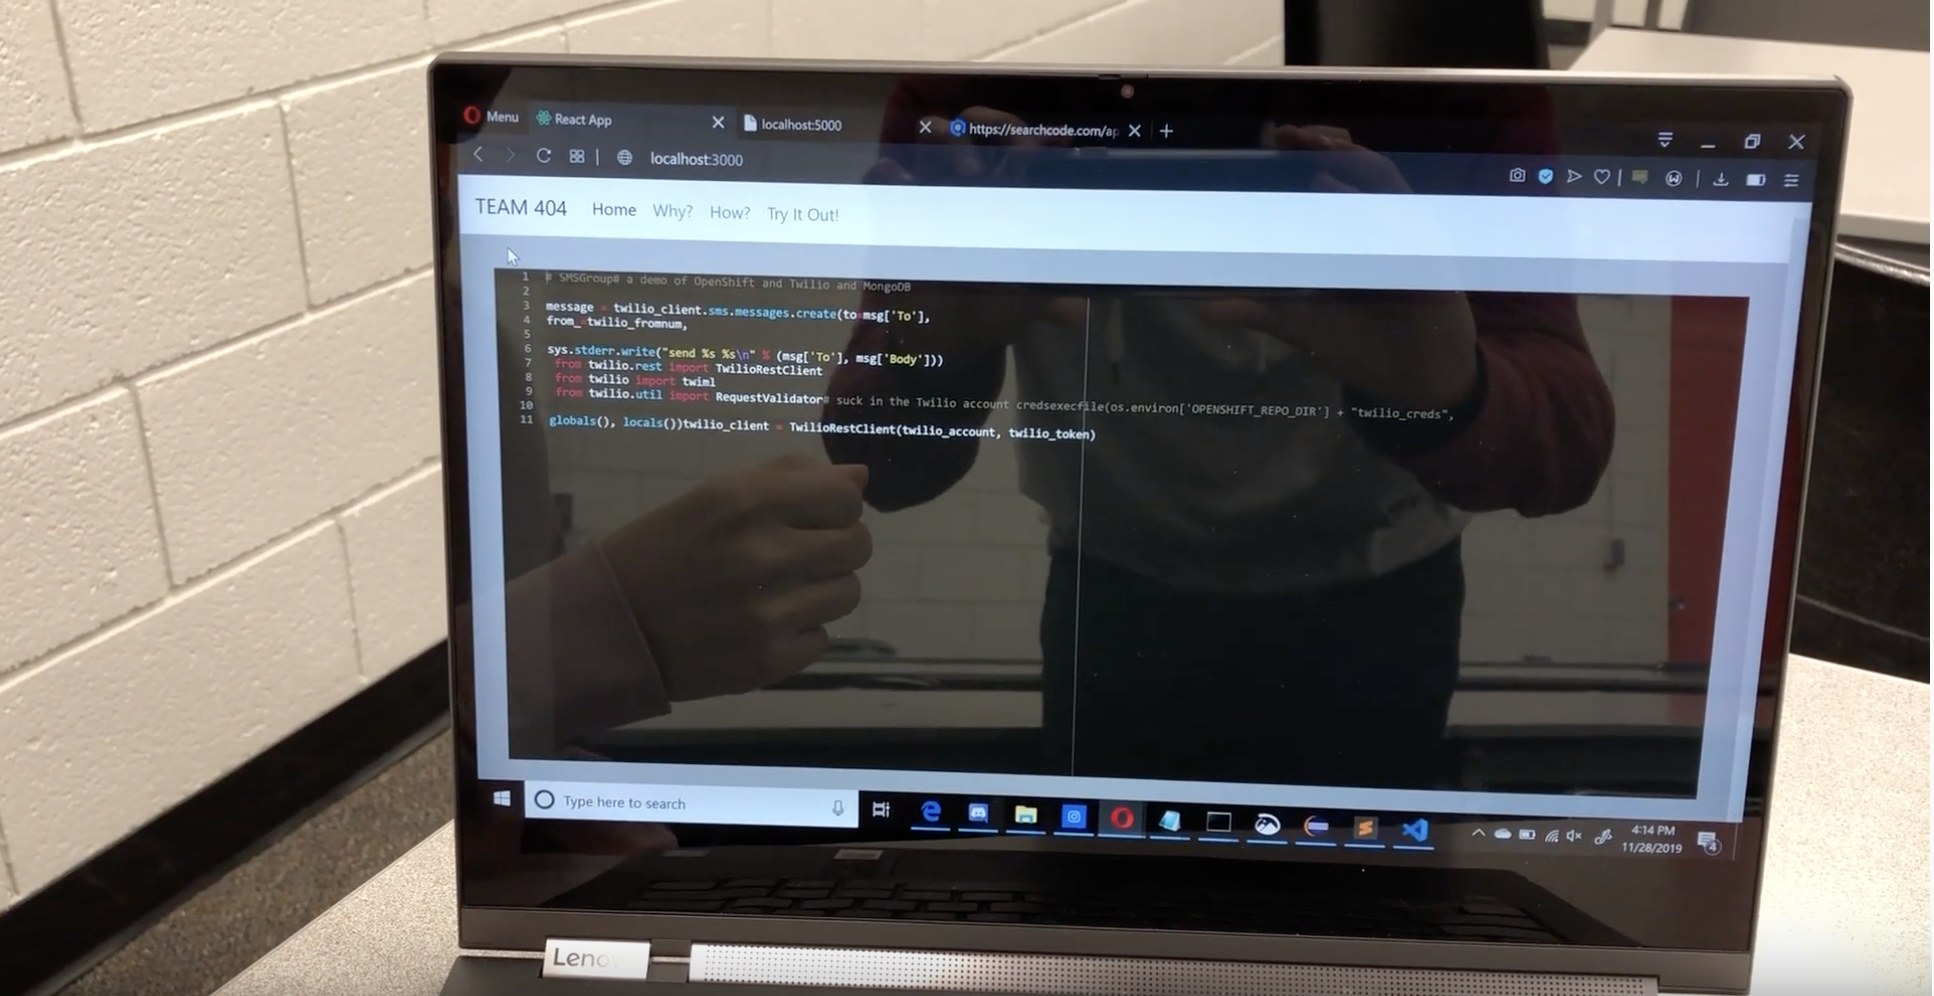 Menu React App localhost:5000 https://searchcode.com/ap
localhost:3000
TEAM 404 Home Why? How? Try It Out!
1 # SMSGroup# a demo of OpenShift and Twilio and MongoDB
2
3 message = twilio_client.sms.messages.create(to=msg['To'],
4 from_=twilio_fromnum,
5
6 sys.stderr.write("send %s %s\n" % (msg['To'], msg['Body']))
7 from twilio.rest import TwilioRestClient
8 from twilio import twiml
9 from twilio.util import RequestValidator# suck in the Twilio account credsexecfile(os.environ['OPENSHIFT_REPO_DIR'] + "twilio_creds",
10
11 globals(), locals())twilio_client = TwilioRestClient(twilio_account, twilio_token)
Type here to search
4:14 PM
11/28/2019
4
Leno